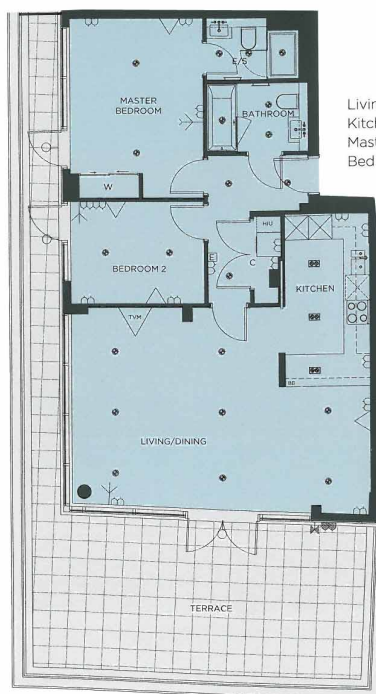 E/S
MASTER
BEDROOM
BATHROOM
Livin
Kitch
Mast
Bed
W
HIU
E
C
BEDROOM 2
KITCHEN
TVM
BB
LIVING/DINING
TERRACE